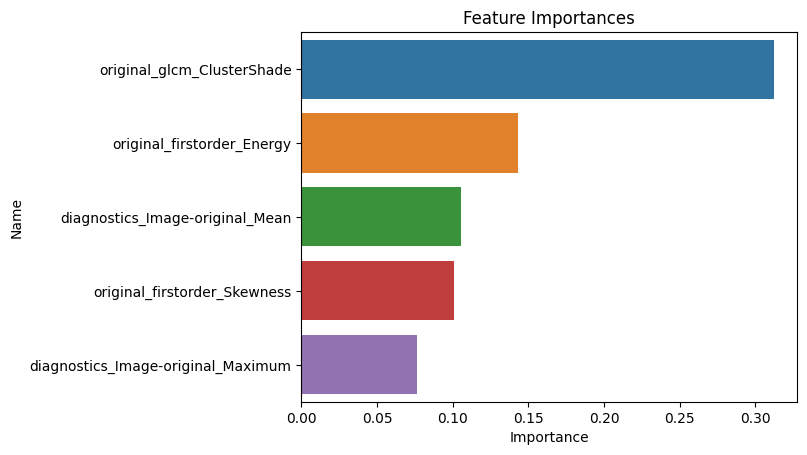 Feature Importances
original_glcm_ClusterShade
original_firstorder_Energy
diagnostics_Image-original_Mean
original_firstorder_Skewness
diagnostics_Image-original_Maximum
Name
0.00 0.05 0.10 0.15 0.20 0.25 0.30
Importance